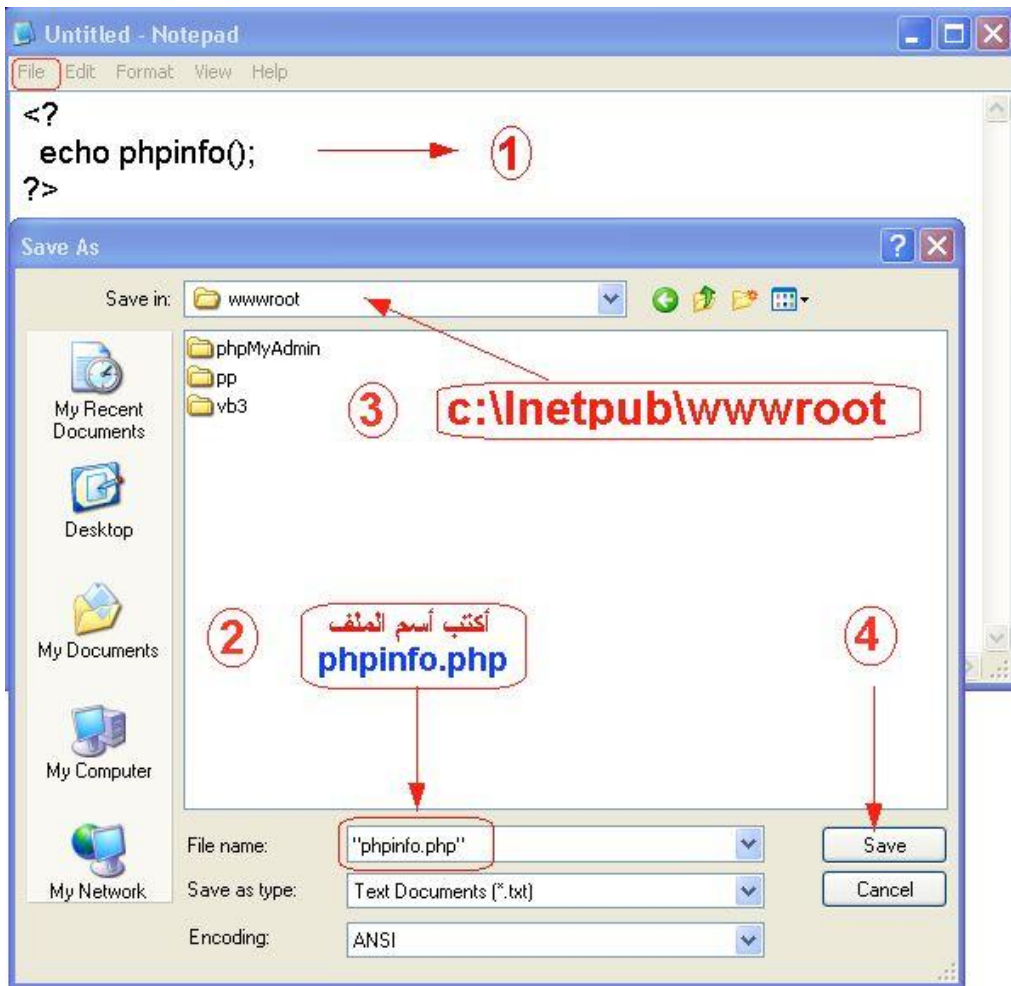 Untitled - Notepad
File Edit Format View Help
<?
echo phpinfo();
?>
1
Save As
Save in: wwwroot
phpMyAdmin
pp
vb3
3
c:\Inetpub\wwwroot
My Recent
Documents
Desktop
My Documents
My Computer
My Network
2
أكتب أسم الملف
phpinfo.php
4
File name: "phpinfo.php" Save
Save as type: Text Documents (*.txt) Cancel
Encoding: ANSI